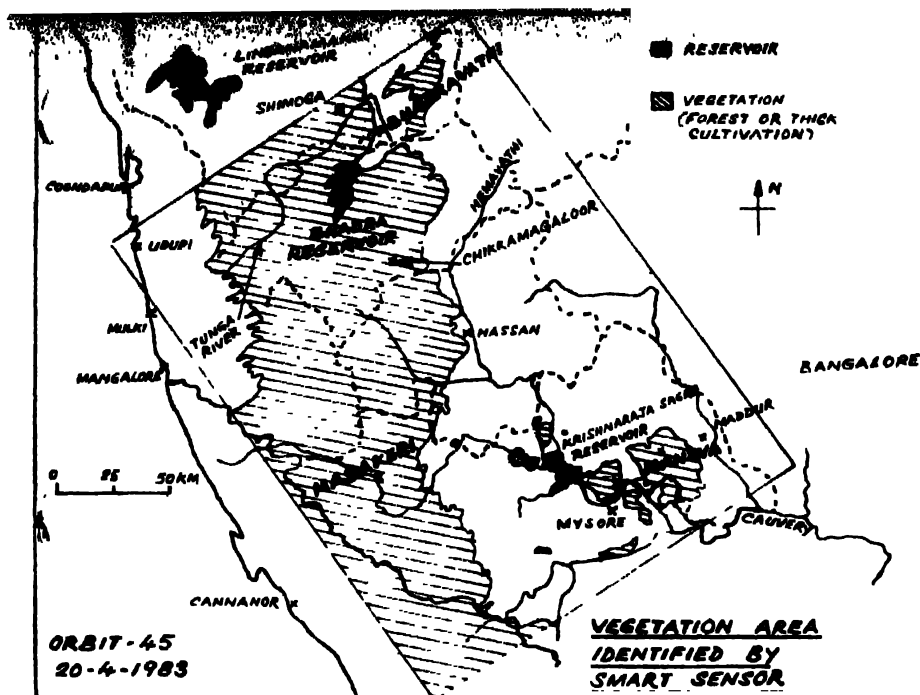 RESERVOIR
SHIMOGA
RESERVOIR
VEGETATION
(FOREST OR THICK
CULTIVATION)
BHADRAVATHI
HEMAVATHI
N
COONDAPUR
BHADRA
RESERVOIR
CHIKKAMAGALOOR
UDUPI
MULKI
TUNGA
RIVER
HASSAN
MANGALORE
BANGALORE
KRISHNARAJA SAGAR
RESERVOIR
MADDUR
MADAKERI
0 25 50KM
MYSORE
CAUVERY
CANNANOR
ORBIT-45
20-4-1983
VEGETATION AREA
IDENTIFIED BY
SMART SENSOR